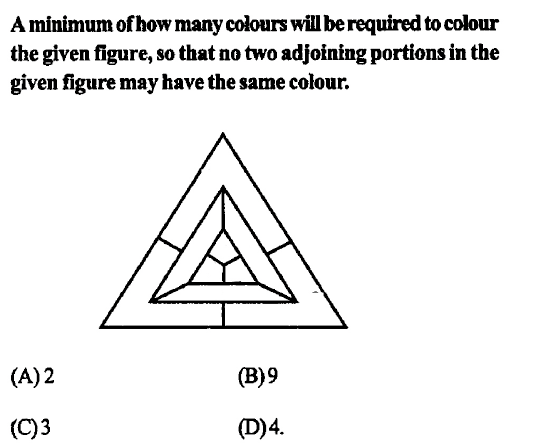 A minimum of how many colours will be required to colour
the given figure, so that no two adjoining portions in the
given figure may have the same colour.
(A) 2 (B) 9
(C) 3 (D) 4.